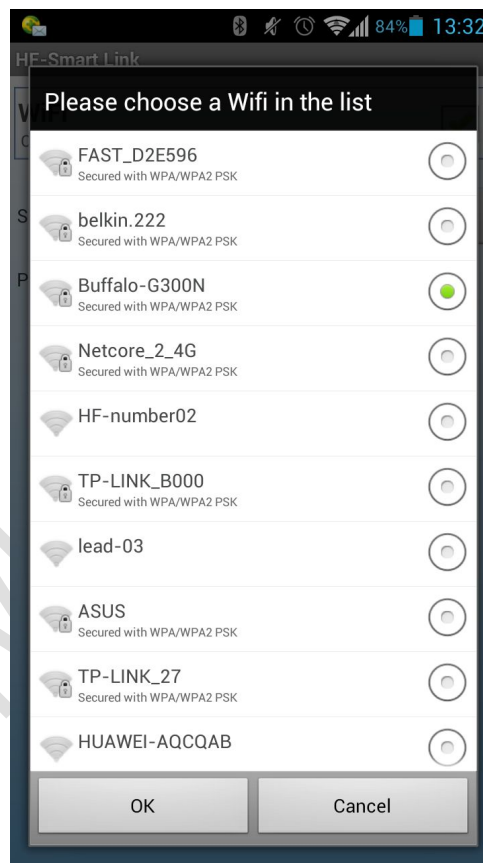 84% 13:32
HF-Smart Link
Please choose a Wifi in the list
FAST_D2E596
Secured with WPA/WPA2 PSK
belkin.222
Secured with WPA/WPA2 PSK
Buffalo-G300N
Secured with WPA/WPA2 PSK
Netcore_2_4G
Secured with WPA/WPA2 PSK
HF-number02
TP-LINK_B000
Secured with WPA/WPA2 PSK
lead-03
ASUS
Secured with WPA/WPA2 PSK
TP-LINK_27
Secured with WPA/WPA2 PSK
HUAWEI-AQCQAB
OK Cancel